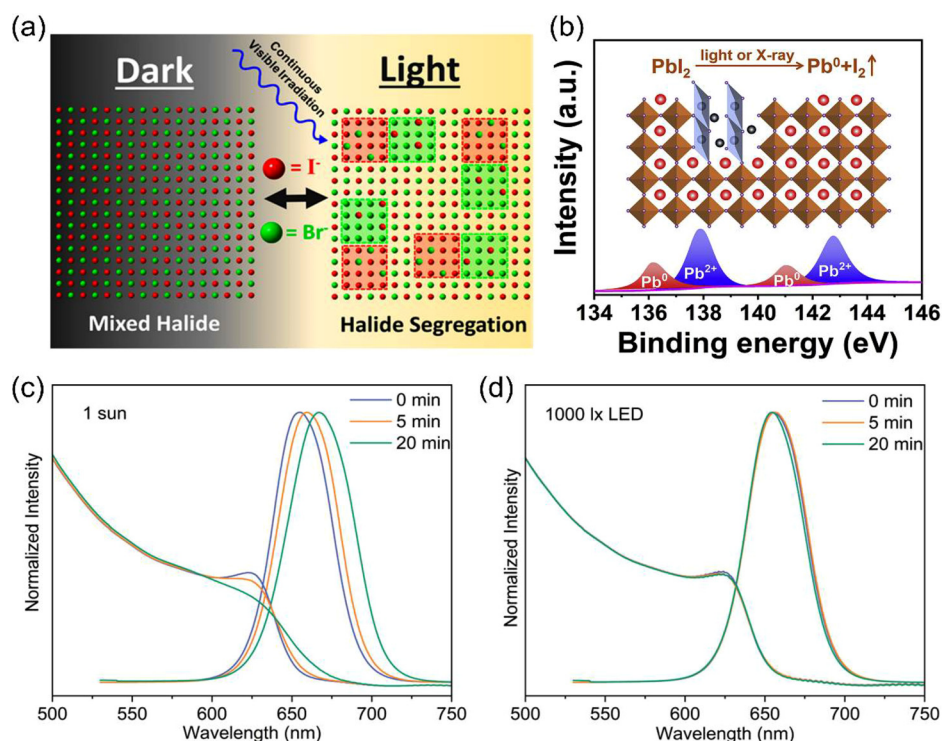 (a)
Dark
Continuous
Visible Irradiation
Light
= I⁻
= Br⁻
Mixed Halide
Halide Segregation
(b)
PbI₂ light or X-ray Pb⁰+I₂↑
Intensity (a.u.)
Pb⁰
Pb²⁺
Pb⁰
Pb²⁺
134 136 138 140 142 144 146
Binding energy (eV)
(c)
1 sun
0 min
5 min
20 min
Normalized Intensity
500 550 600 650 700 750
Wavelength (nm)
(d)
1000 lx LED
0 min
5 min
20 min
Normalized Intensity
500 550 600 650 700 750
Wavelength (nm)